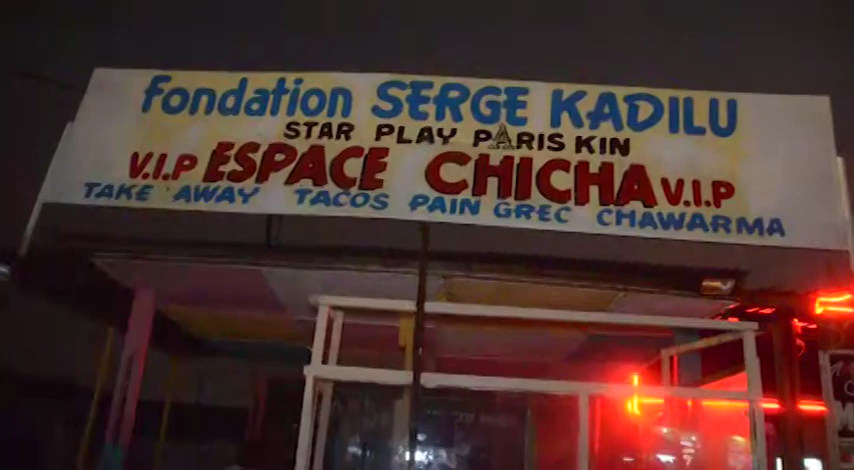 Fondation SERGE KADILU
STAR PLAY PARIS KIN
V.I.P ESPACE CHICHA V.I.P
TAKE AWAY TACOS PAIN GREC CHAWARMA